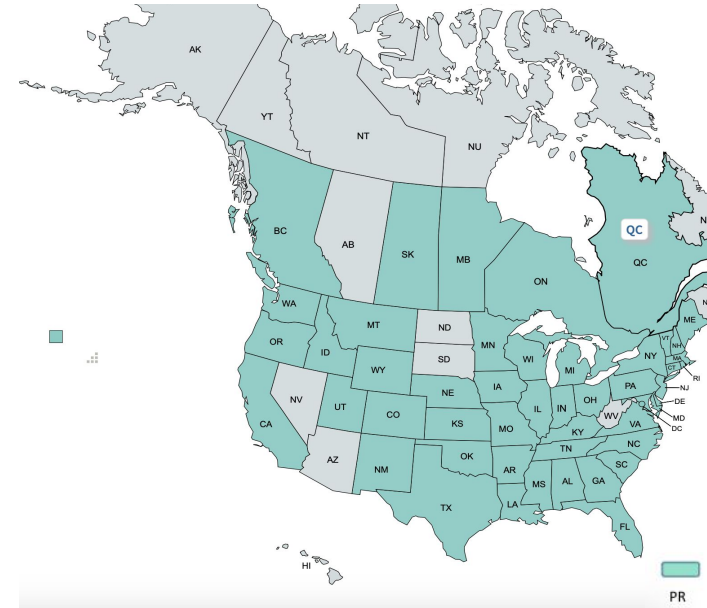 AK
YT
NT
NU
QC
BC
AB
SK
MB
QC
ON
N
WA
MT
ND
MN
ME
N
OR
ID
WY
SD
WI
MI
NY
VT
NH
MA
CT
RI
NV
UT
CO
NE
IA
IL
IN
OH
PA
NJ
DE
MD
DC
CA
KS
MO
KY
WV
VA
AZ
NM
OK
AR
TN
NC
SC
TX
LA
MS
AL
GA
FL
HI
PR